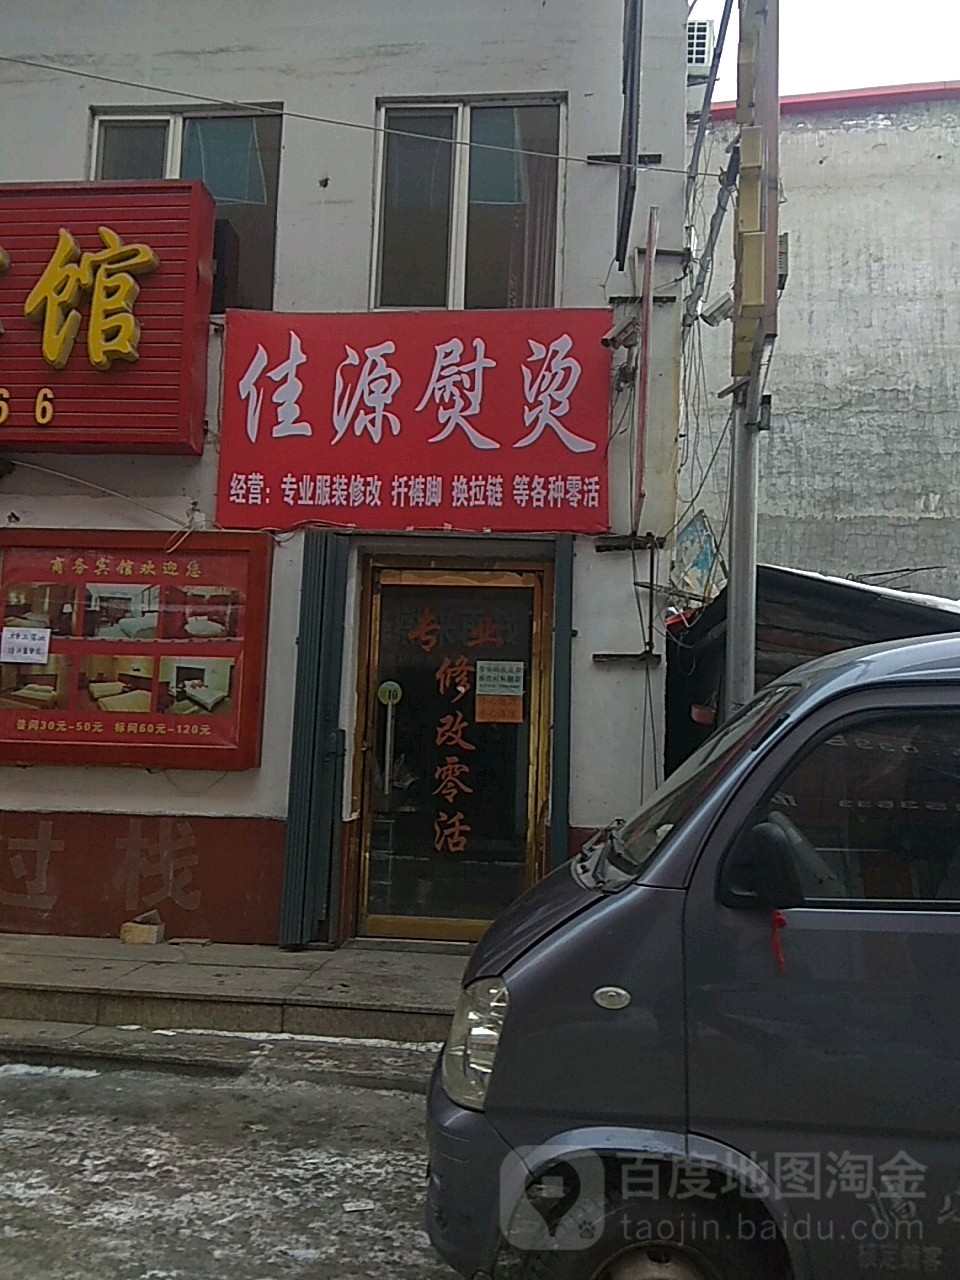 馆
66
佳源熨烫
经营：专业服装修改 扦裤脚 换拉链 等各种零活
商务宾馆欢迎您
普间30元-50元 标间60元-120元
专业
修改零活
过栈
百度地图淘金
taojin.baidu.com